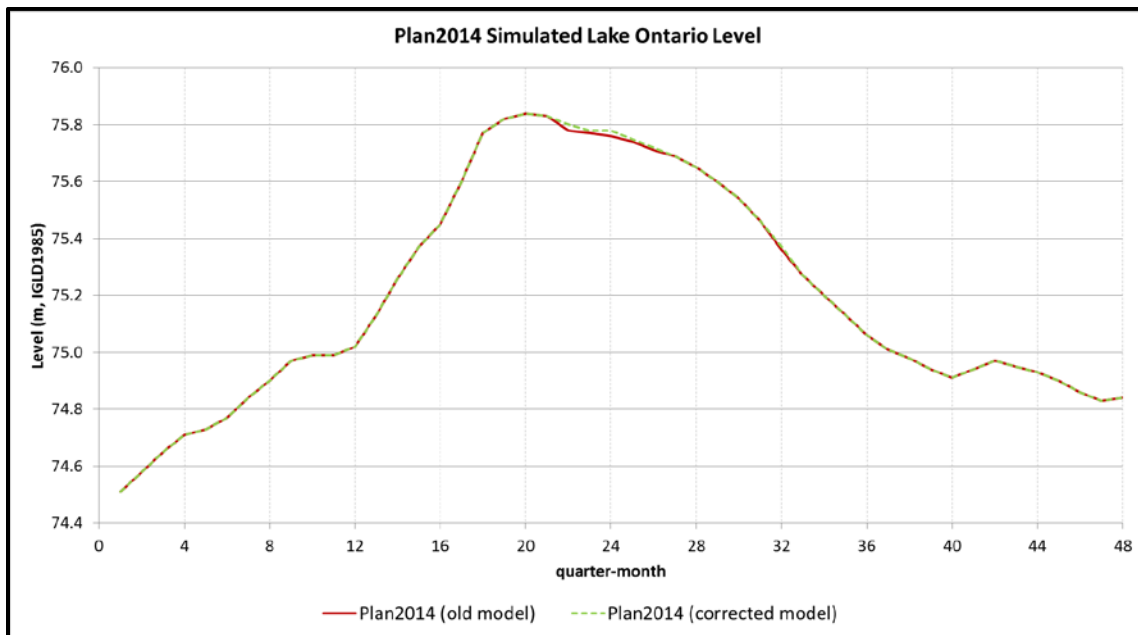 Plan2014 Simulated Lake Ontario Level
76.0
75.8
75.6
75.4
75.2
75.0
74.8
74.6
74.4
Level (m, IGLD1985)
0 4 8 12 16 20 24 28 32 36 40 44 48
quarter-month
Plan2014 (old model) Plan2014 (corrected model)